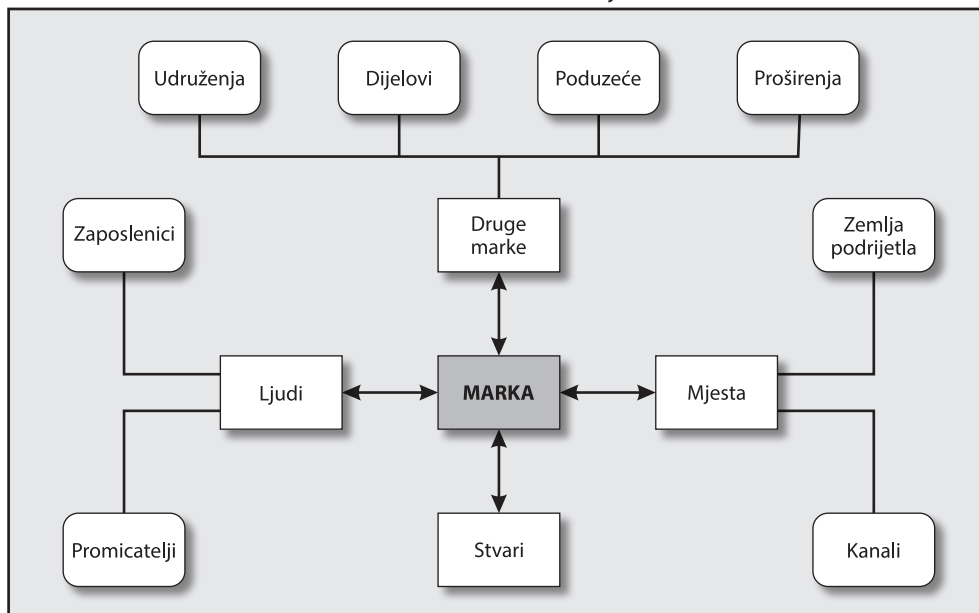 Udruženja
Dijelovi
Poduzeće
Proširenja
Zaposlenici
Druge
marke
Zemlja
podrijetla
Ljudi
MARKA
Mjesta
Promicatelji
Stvari
Kanali